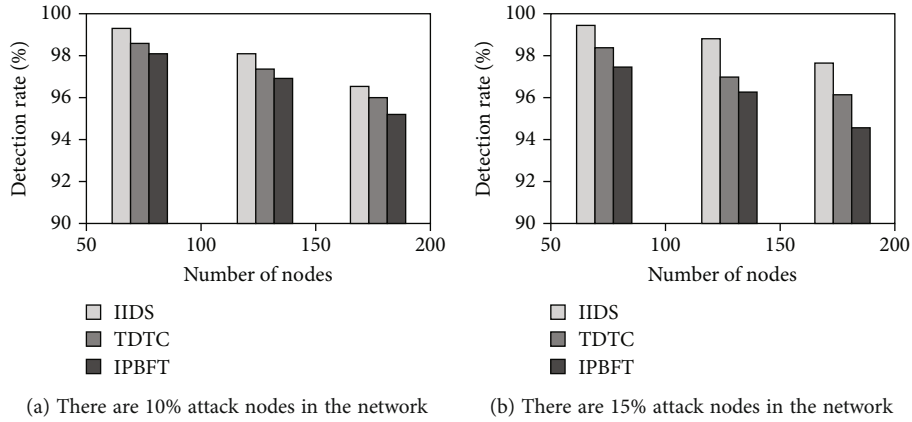 100
98
96
94
92
90
Detection rate (%)
50
100
150
200
Number of nodes
IIDS
TDTC
IPBFT
(a) There are 10% attack nodes in the network
100
98
96
94
92
90
Detection rate (%)
50
100
150
200
Number of nodes
IIDS
TDTC
IPBFT
(b) There are 15% attack nodes in the network